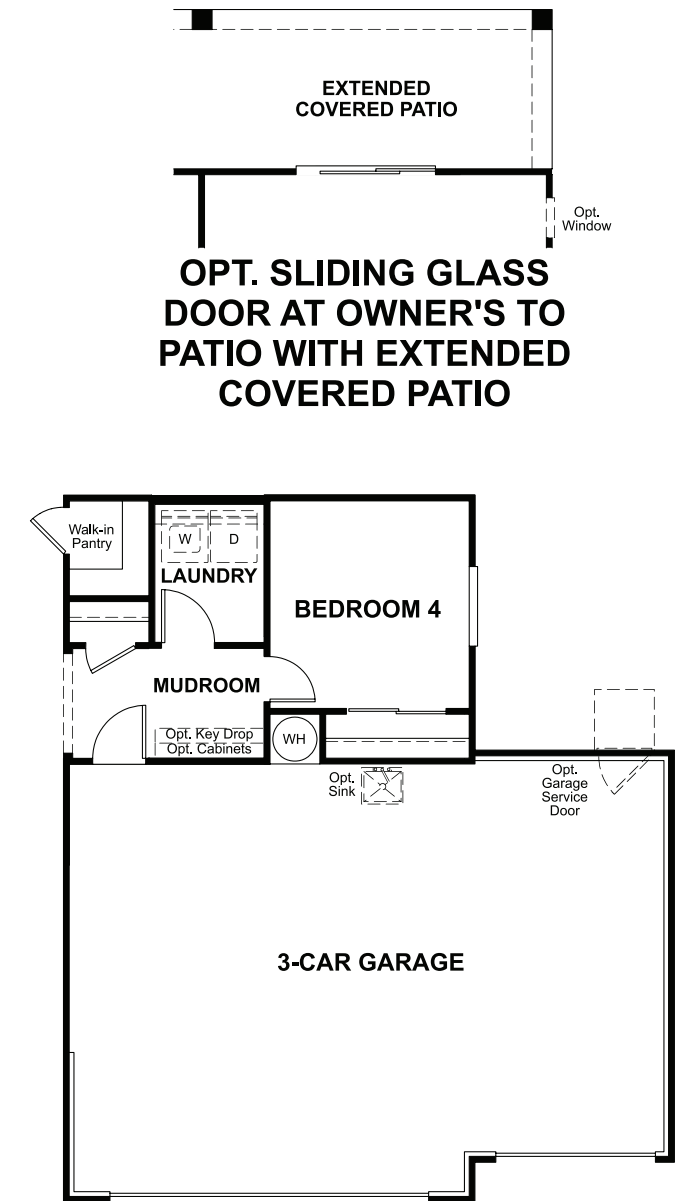 EXTENDED
COVERED PATIO
Opt.
Window
OPT. SLIDING GLASS
DOOR AT OWNER'S TO
PATIO WITH EXTENDED
COVERED PATIO
Walk-in
Pantry
W
D
LAUNDRY
BEDROOM 4
MUDROOM
Opt. Key Drop
Opt. Cabinets
WH
Opt.
Sink
Opt.
Garage
Service
Door
3-CAR GARAGE